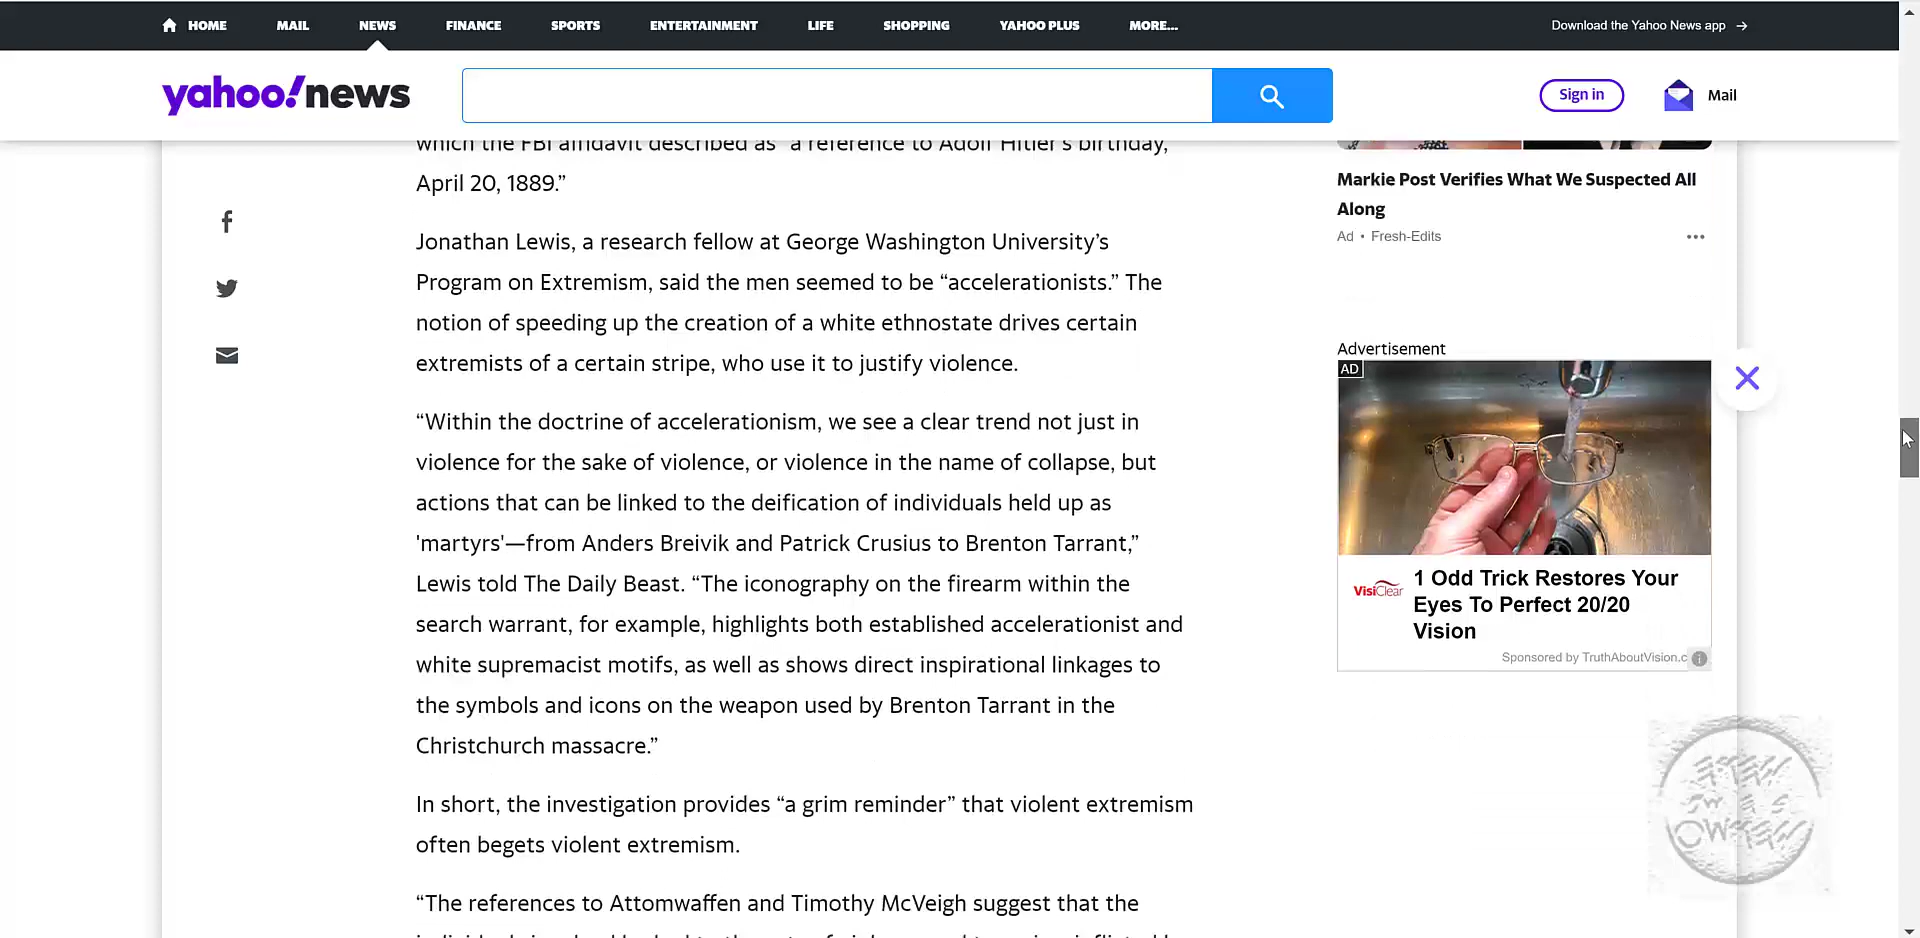 HOME MAIL NEWS FINANCE SPORTS ENTERTAINMENT LIFE SHOPPING YAHOO PLUS MORE... Download the Yahoo News app →
yahoo!news
Sign in
Mail
which the FBI affidavit described as “a reference to Adolf Hitler’s birthday,
April 20, 1889.”
Jonathan Lewis, a research fellow at George Washington University’s
Program on Extremism, said the men seemed to be “accelerationists.” The
notion of speeding up the creation of a white ethnostate drives certain
extremists of a certain stripe, who use it to justify violence.
“Within the doctrine of accelerationism, we see a clear trend not just in
violence for the sake of violence, or violence in the name of collapse, but
actions that can be linked to the deification of individuals held up as
'martyrs'—from Anders Breivik and Patrick Crusius to Brenton Tarrant,”
Lewis told The Daily Beast. “The iconography on the firearm within the
search warrant, for example, highlights both established accelerationist and
white supremacist motifs, as well as shows direct inspirational linkages to
the symbols and icons on the weapon used by Brenton Tarrant in the
Christchurch massacre.”
In short, the investigation provides “a grim reminder” that violent extremism
often begets violent extremism.
“The references to Attomwaffen and Timothy McVeigh suggest that the
Markie Post Verifies What We Suspected All
Along
Ad • Fresh-Edits
Advertisement
AD
VisiClear
1 Odd Trick Restores Your
Eyes To Perfect 20/20
Vision
Sponsored by TruthAboutVision.c